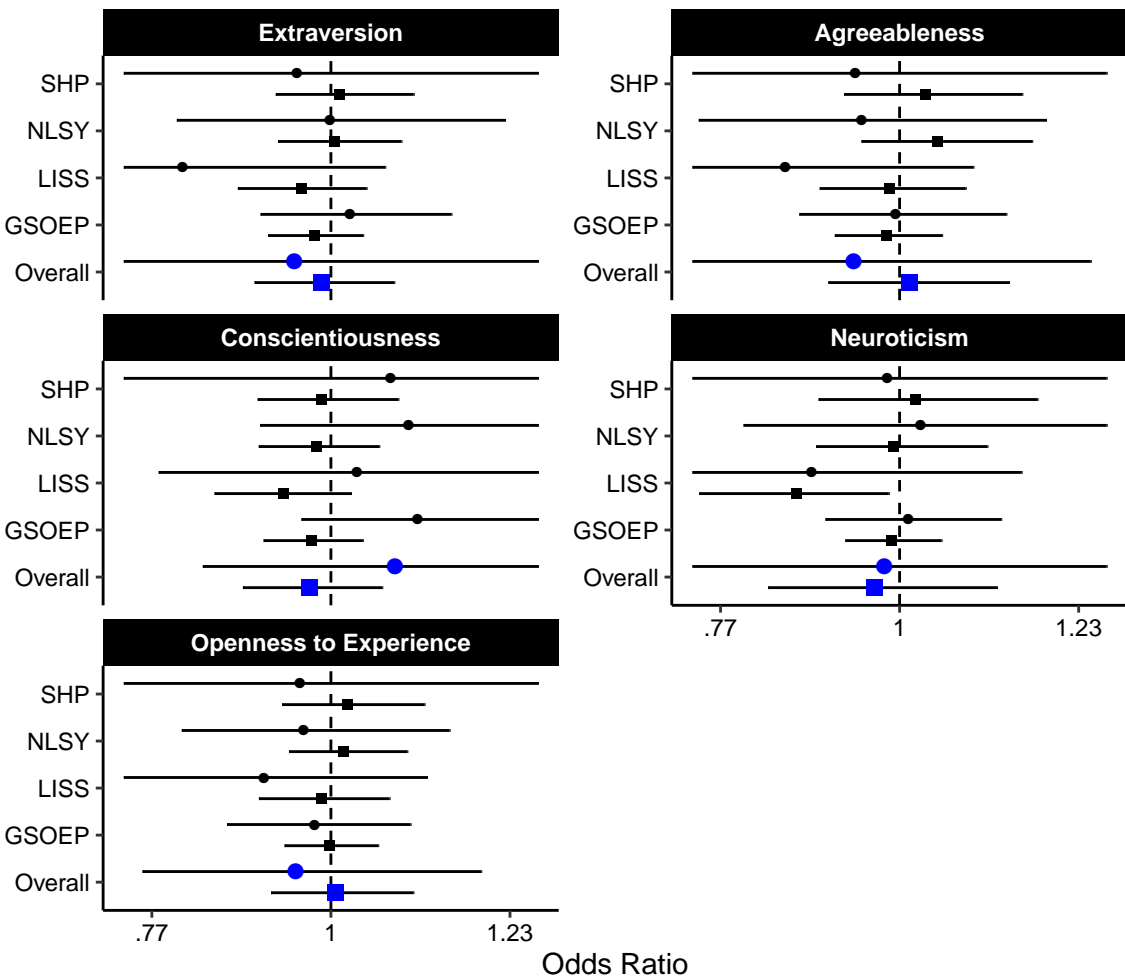 Extraversion
SHP
NLSY
LISS
GSOEP
Overall
Agreeableness
SHP
NLSY
LISS
GSOEP
Overall
Conscientiousness
SHP
NLSY
LISS
GSOEP
Overall
Neuroticism
SHP
NLSY
LISS
GSOEP
Overall
.77 1 1.23
Openness to Experience
SHP
NLSY
LISS
GSOEP
Overall
.77 1 1.23
Odds Ratio